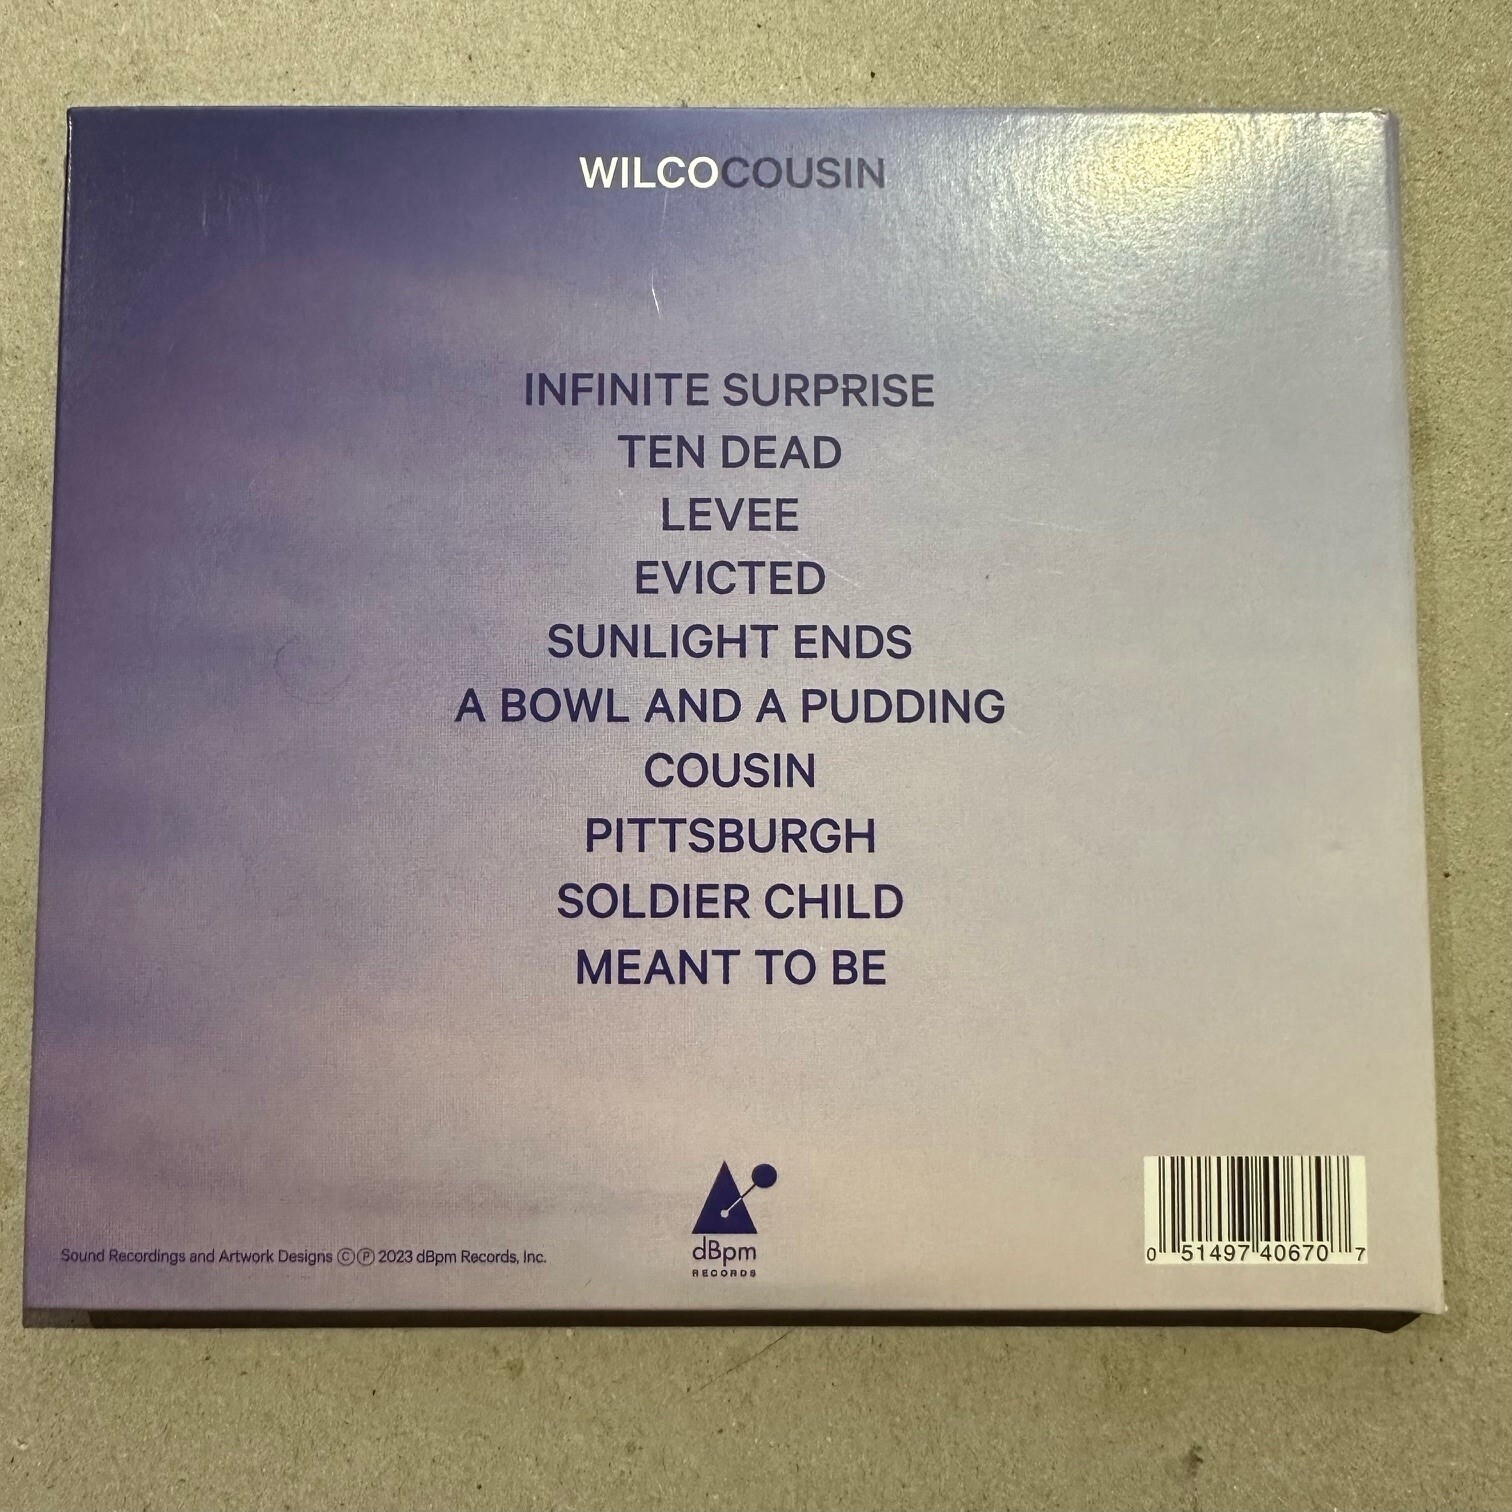 WILCOCOUSIN
INFINITE SURPRISE
TEN DEAD
LEVEE
EVICTED
SUNLIGHT ENDS
A BOWL AND A PUDDING
COUSIN
PITTSBURGH
SOLDIER CHILD
MEANT TO BE
Sound Recordings and Artwork Designs ©℗ 2023 dBpm Records, Inc.
dBpm
RECORDS
0 51497 40670 7